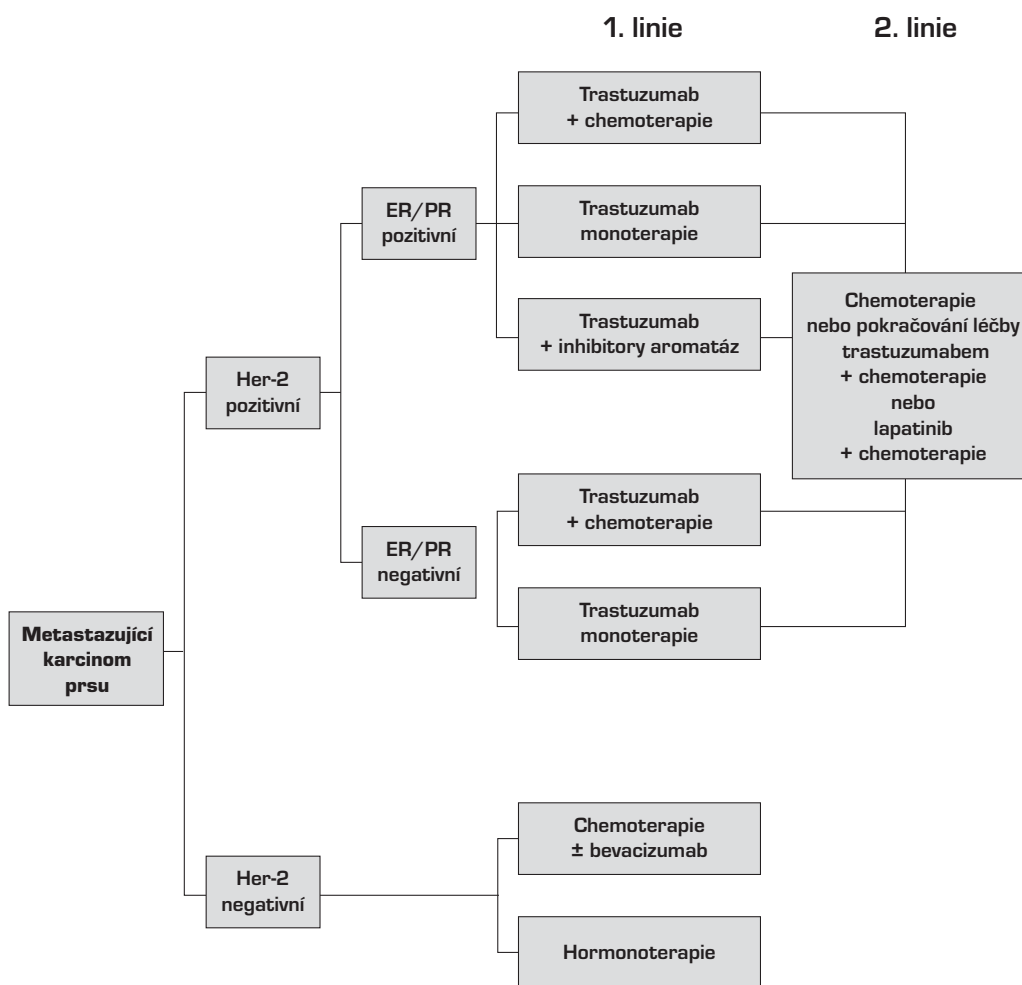 1. linie
2. linie
Trastuzumab
+ chemoterapie
ER/PR
pozitivní
Trastuzumab
monoterapie
Trastuzumab
+ inhibitory aromatáz
Chemoterapie
nebo pokračování léčby
trastuzumabem
+ chemoterapie
nebo
lapatinib
+ chemoterapie
Her-2
pozitivní
Trastuzumab
+ chemoterapie
ER/PR
negativní
Trastuzumab
monoterapie
Metastazující
karcinom
prsu
Chemoterapie
± bevacizumab
Her-2
negativní
Hormonoterapie